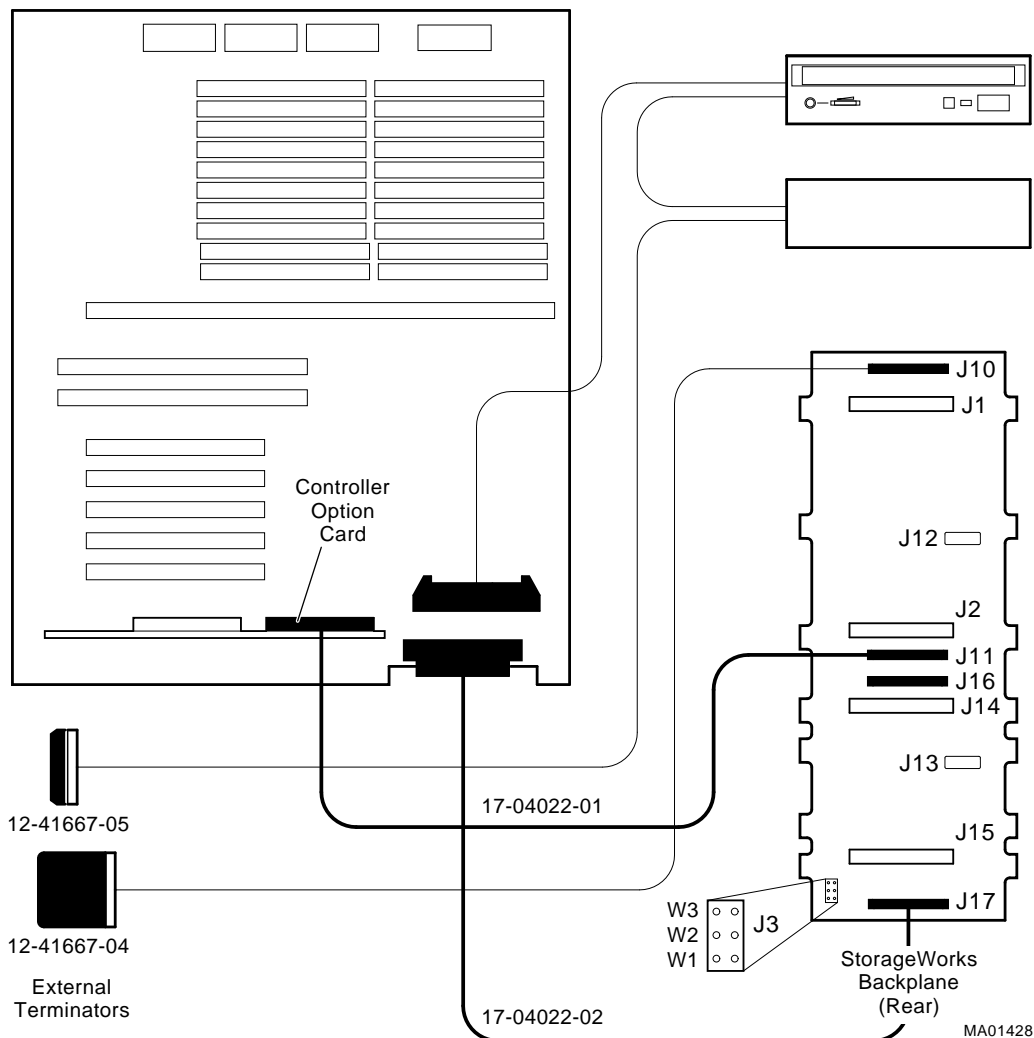 J10
J1
Controller
Option
Card
J12
J2
J11
J16
J14
J13
12-41667-05
17-04022-01
J15
J17
W3
W2
W1
J3
12-41667-04
StorageWorks
Backplane
(Rear)
External
Terminators
17-04022-02
MA01428